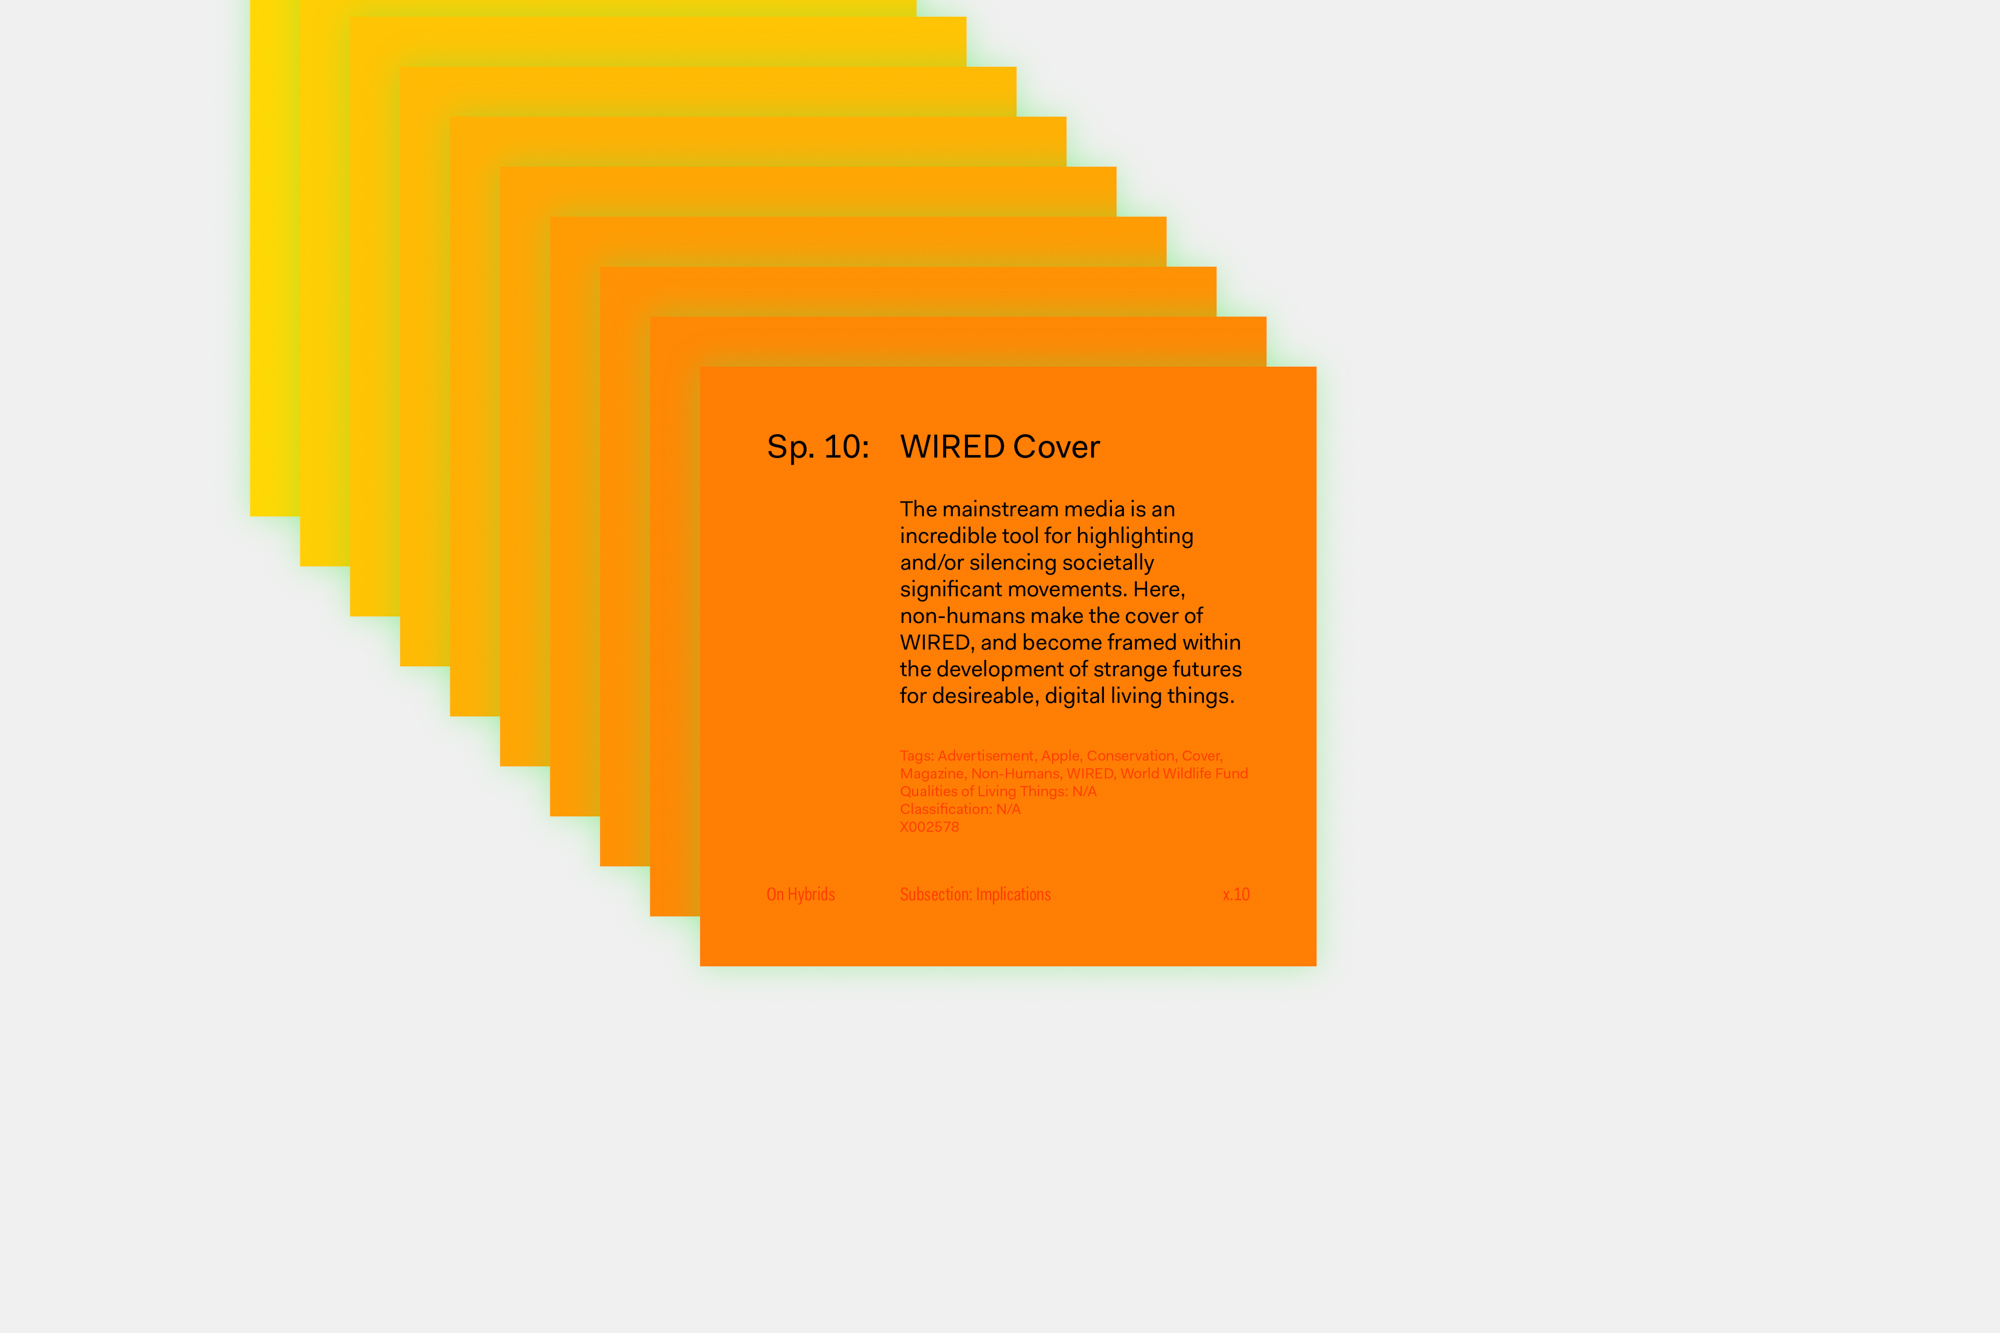 Sp. 10: WIRED Cover
The mainstream media is an
incredible tool for highlighting
and/or silencing societally
significant movements. Here,
non-humans make the cover of
WIRED, and become framed within
the development of strange futures
for desireable, digital living things.
Tags: Advertisement, Apple, Conservation, Cover,
Magazine, Non-Humans, WIRED, World Wildlife Fund
Qualities of Living Things: N/A
Classification: N/A
X002578
On Hybrids Subsection: Implications x.10